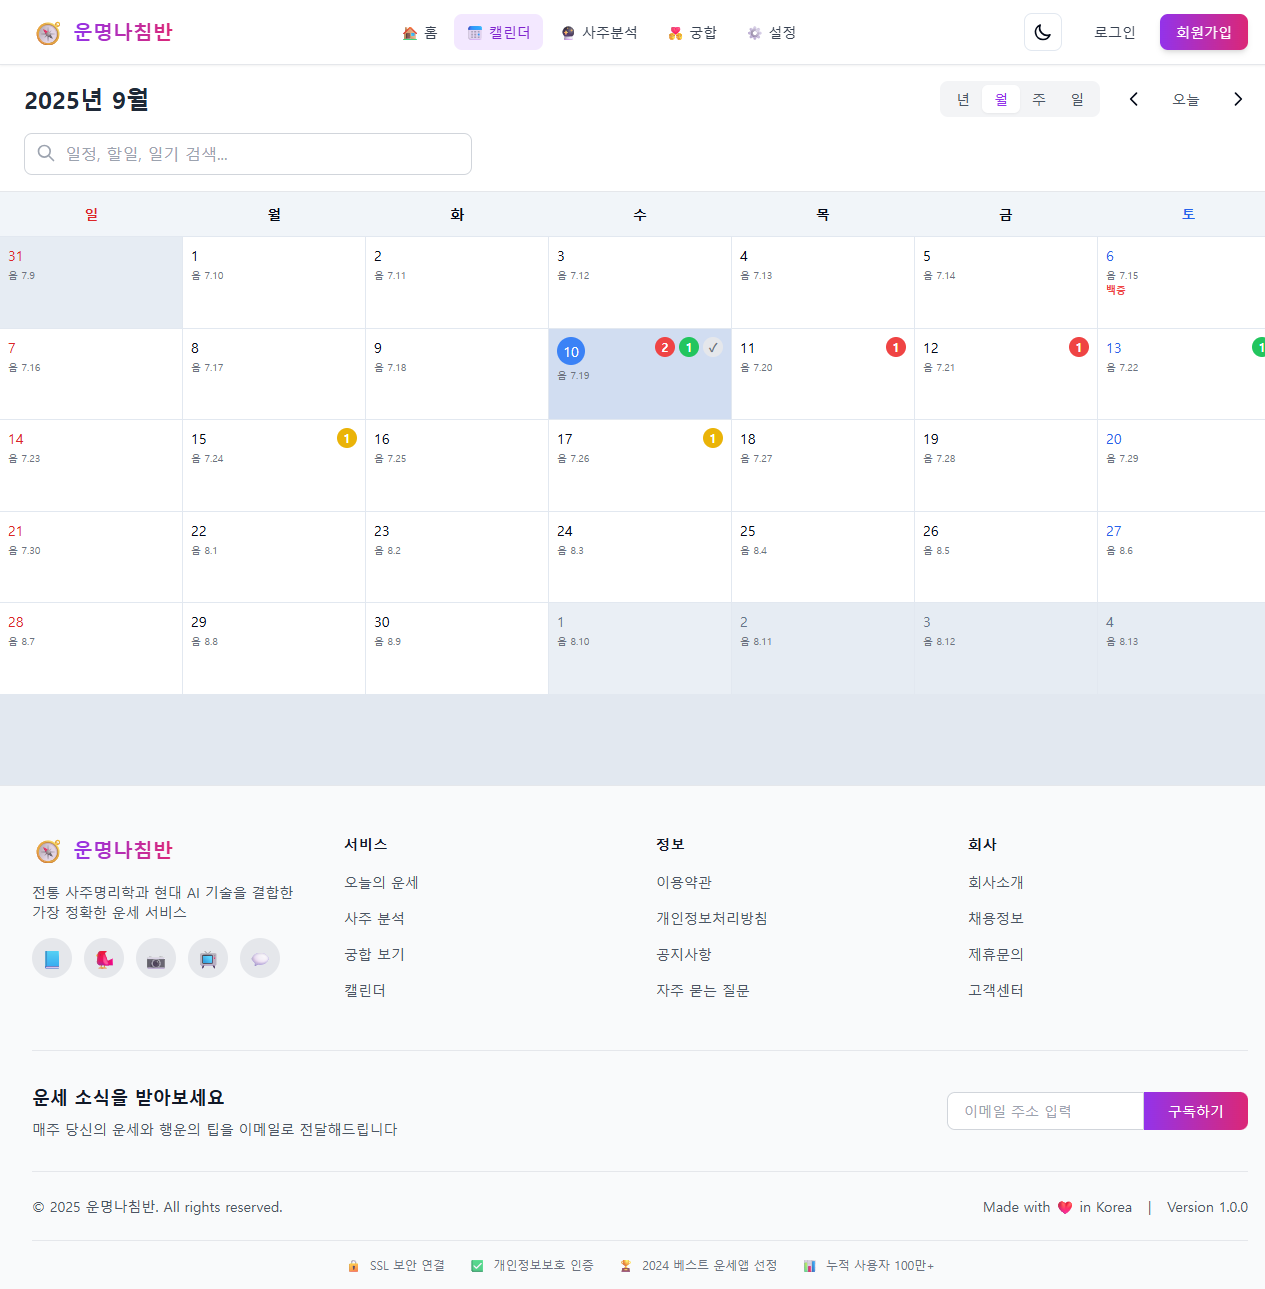 운명나침반
홈 캘린더 사주분석 궁합 설정
로그인 회원가입
2025년 9월
년 월 주 일 오늘
일정, 할일, 일기 검색...
일 월 화 수 목 금 토
31 1 2 3 4 5 6
음 7.9 음 7.10 음 7.11 음 7.12 음 7.13 음 7.14 음 7.15
백중
7 8 9 10 2 1 ✓ 11 1 12 1 13 1
음 7.16 음 7.17 음 7.18 음 7.19 음 7.20 음 7.21 음 7.22
14 15 1 16 17 1 18 19 20
음 7.23 음 7.24 음 7.25 음 7.26 음 7.27 음 7.28 음 7.29
21 22 23 24 25 26 27
음 7.30 음 8.1 음 8.2 음 8.3 음 8.4 음 8.5 음 8.6
28 29 30 1 2 3 4
음 8.7 음 8.8 음 8.9 음 8.10 음 8.11 음 8.12 음 8.13
운명나침반
전통 사주명리학과 현대 AI 기술을 결합한
가장 정확한 운세 서비스
서비스
오늘의 운세
사주 분석
궁합 보기
캘린더
정보
이용약관
개인정보처리방침
공지사항
자주 묻는 질문
회사
회사소개
채용정보
제휴문의
고객센터
운세 소식을 받아보세요
매주 당신의 운세와 행운의 팁을 이메일로 전달해드립니다
이메일 주소 입력 구독하기
© 2025 운명나침반. All rights reserved.
Made with ❤️ in Korea | Version 1.0.0
SSL 보안 연결 개인정보보호 인증 2024 베스트 운세앱 선정 누적 사용자 100만+